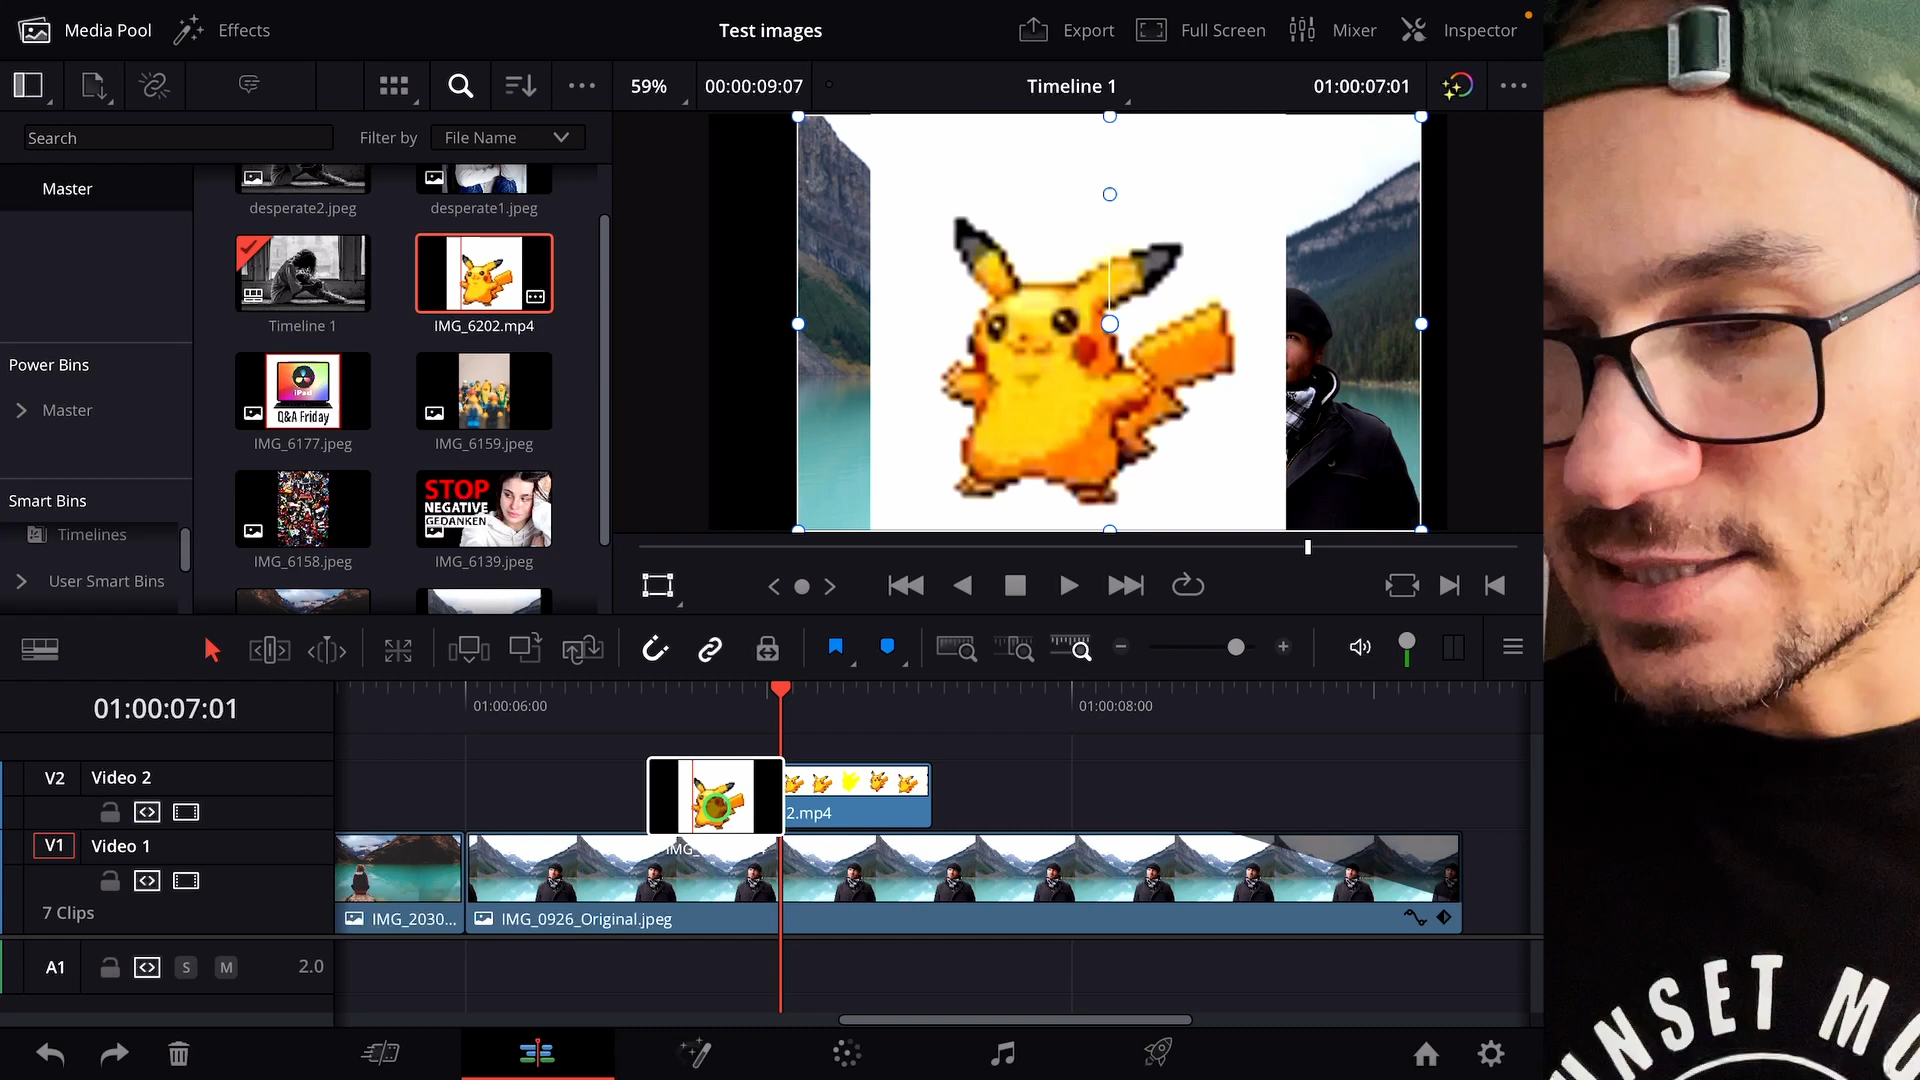 Media Pool
Effects
Test images
Export
Full Screen
Mixer
Inspector
59%
00:00:09:07
Timeline 1
01:00:07:01
Search
Filter by
File Name
Master
desperate2.jpeg
desperate1.jpeg
Timeline 1
IMG_6202.mp4
Power Bins
Master
iPad
Q&A Friday
IMG_6177.jpeg
IMG_6159.jpeg
Smart Bins
Timelines
User Smart Bins
STOP
NEGATIVE
GEDANKEN
IMG_6158.jpeg
IMG_6139.jpeg
01:00:07:01
01:00:06:00
01:00:08:00
V2
Video 2
2.mp4
V1
Video 1
7 Clips
IMG_2030...
IMG_0926_Original.jpeg
A1
S
M
2.0
NSET MO